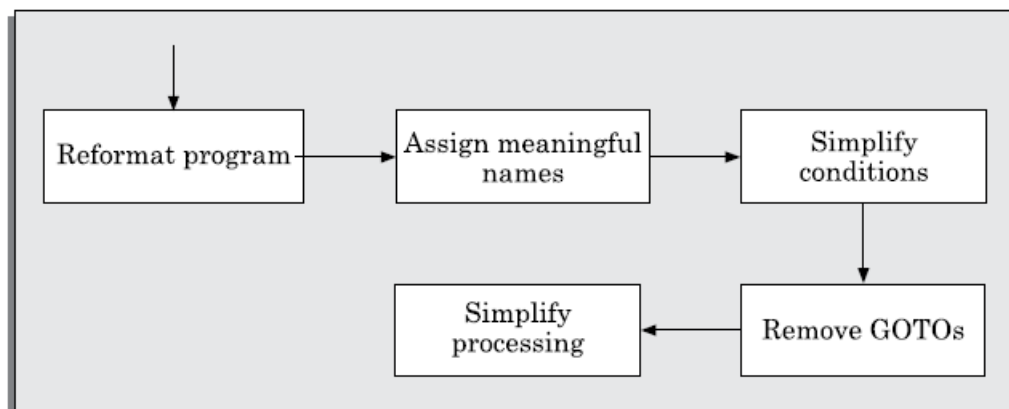 Reformat program
Assign meaningful
names
Simplify
conditions
Simplify
processing
Remove GOTOs